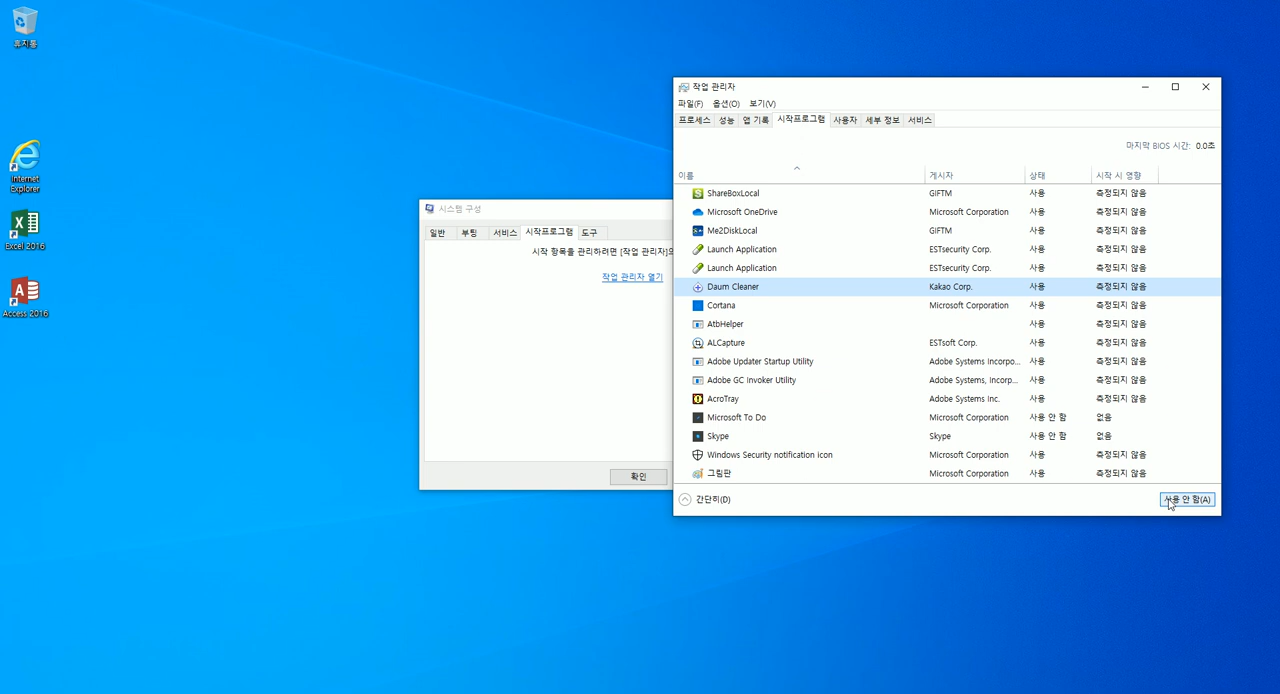 휴지통
Internet
Explorer
Excel 2016
Access 2016
시스템 구성
일반 부팅 서비스 시작프로그램 도구
시작 항목을 관리하려면 [작업 관리자]의
작업 관리자 열기
확인
작업 관리자
파일(F) 옵션(O) 보기(V)
프로세스 성능 앱 기록 시작프로그램 사용자 세부 정보 서비스
마지막 BIOS 시간: 0.0초
이름 게시자 상태 시작 시 영향
ShareBoxLocal GIFTM 사용 측정되지 않음
Microsoft OneDrive Microsoft Corporation 사용 측정되지 않음
Me2DiskLocal GIFTM 사용 측정되지 않음
Launch Application ESTsecurity Corp. 사용 측정되지 않음
Launch Application ESTsecurity Corp. 사용 측정되지 않음
Daum Cleaner Kakao Corp. 사용 측정되지 않음
Cortana Microsoft Corporation 사용 측정되지 않음
AtbHelper 사용 측정되지 않음
ALCapture ESTsoft Corp. 사용 측정되지 않음
Adobe Updater Startup Utility Adobe Systems Incorpo... 사용 측정되지 않음
Adobe GC Invoker Utility Adobe Systems, Incorp... 사용 측정되지 않음
AcroTray Adobe Systems Inc. 사용 측정되지 않음
Microsoft To Do Microsoft Corporation 사용 안 함 없음
Skype Skype 사용 안 함 없음
Windows Security notification icon Microsoft Corporation 사용 측정되지 않음
그림판 Microsoft Corporation 사용 측정되지 않음
간단히(D) 사용 안 함(A)